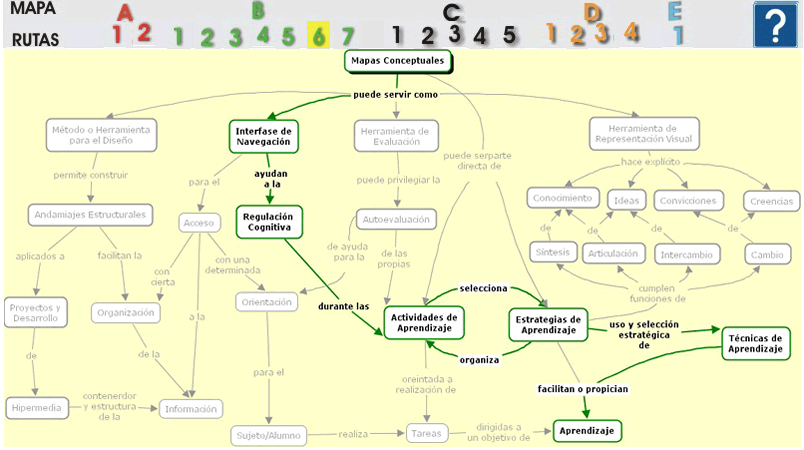 MAPA A B C D E
RUTAS 1 2 1 2 3 4 5 6 7 1 2 3 4 5 1 2 3 4 1 ?
Mapas Conceptuales
puede servir como
Método o Herramienta
para el Diseño
Interfase de
Navegación
Herramienta de
Evaluación
Herramienta de
Representación Visual
puede serparte
directa de
hace explícito
permite construir
para el
ayudan
a la
puede privilegiar la
Conocimiento
Ideas
Convicciones
Creencias
Andamiajes Estructurales
Acceso
Regulación
Cognitiva
Autoevaluación
de
de
de
de
aplicados a
facilitan la
con
cierta
con una
determinada
de ayuda
para la
de las
propias
Síntesis
Articulación
Intercambio
Cambio
selecciona
cumplen
funciones de
Proyectos y
Desarrollo
Organización
a la
Orientación
durante las
Actividades de
Aprendizaje
Estrategias de
Aprendizaje
uso y selección
estratégica
de
Técnicas de
Aprendizaje
de
de la
organiza
para el
oreintada a
realización de
facilitan o propician
Hipermedia
contenerdor
y estructura
de la
Información
Sujeto/Alumno
realiza
Tareas
dirigidas a
un objetivo de
Aprendizaje